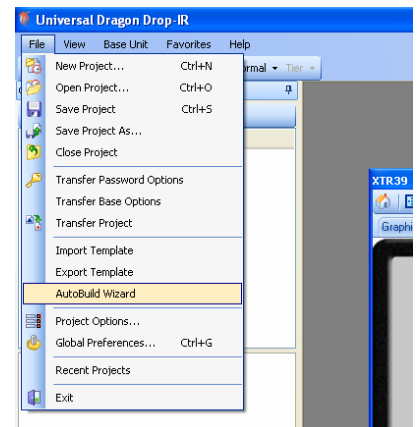 Universal Dragon Drop-IR
File View Base Unit Favorites Help
New Project... Ctrl+N
Open Project... Ctrl+O
Save Project Ctrl+S
Save Project As...
Close Project
Transfer Password Options
Transfer Base Options
Transfer Project
Import Template
Export Template
AutoBuild Wizard
Project Options...
Global Preferences... Ctrl+G
Recent Projects
Exit
rmal Tier
XTR39
Graphi